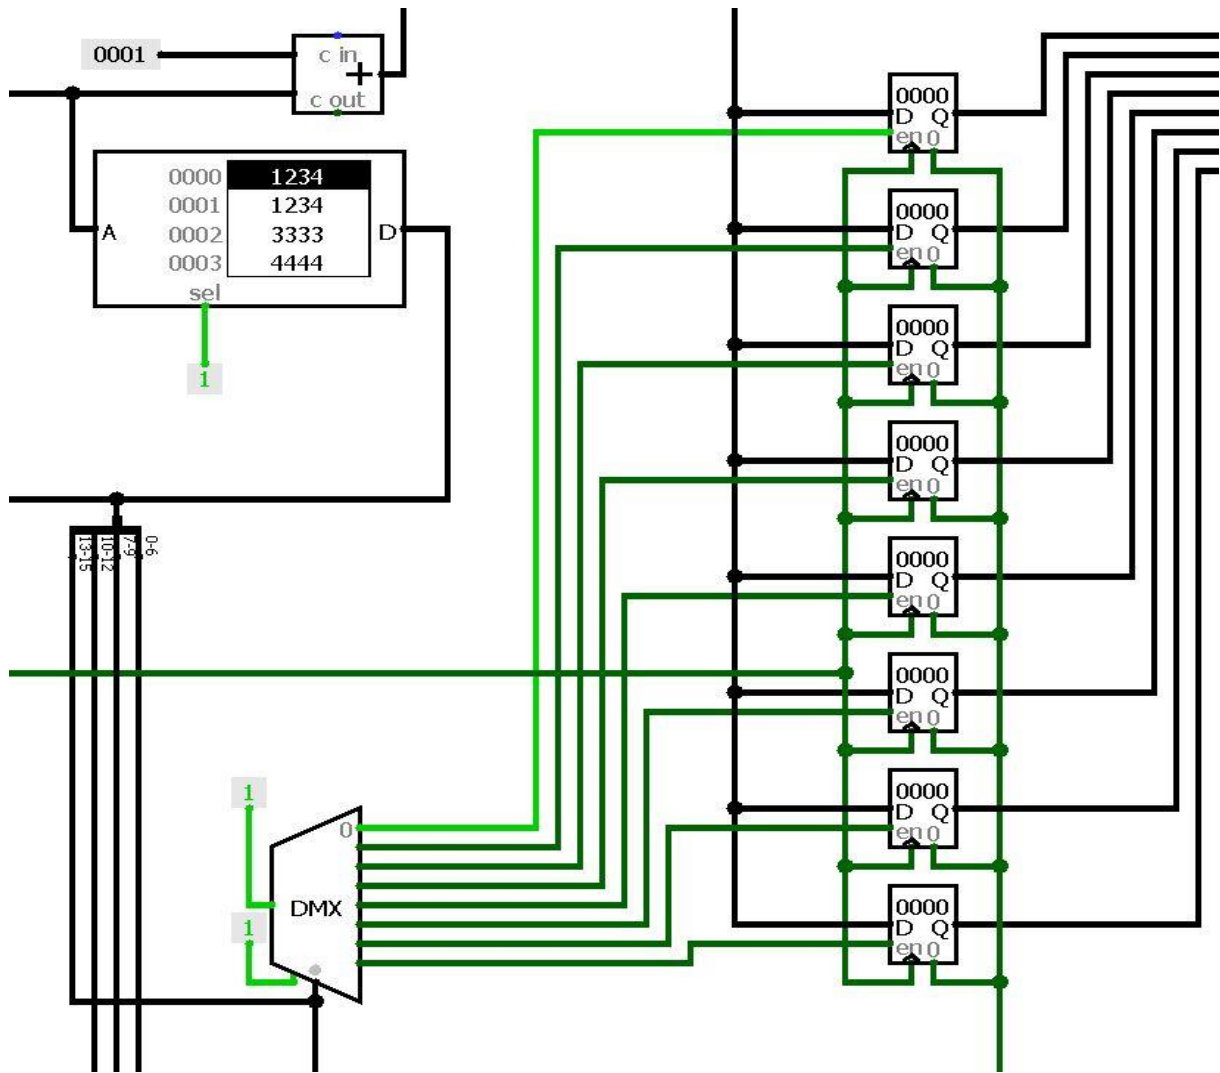 0001
c in
+
c out
0000 1234
0001 1234
A 0002 3333 D
0003 4444
sel
1
13-15
10-12
7-9
0-6
1
1
0
DMX
0000
D Q
en 0
0000
D Q
en 0
0000
D Q
en 0
0000
D Q
en 0
0000
D Q
en 0
0000
D Q
en 0
0000
D Q
en 0
0000
D Q
en 0